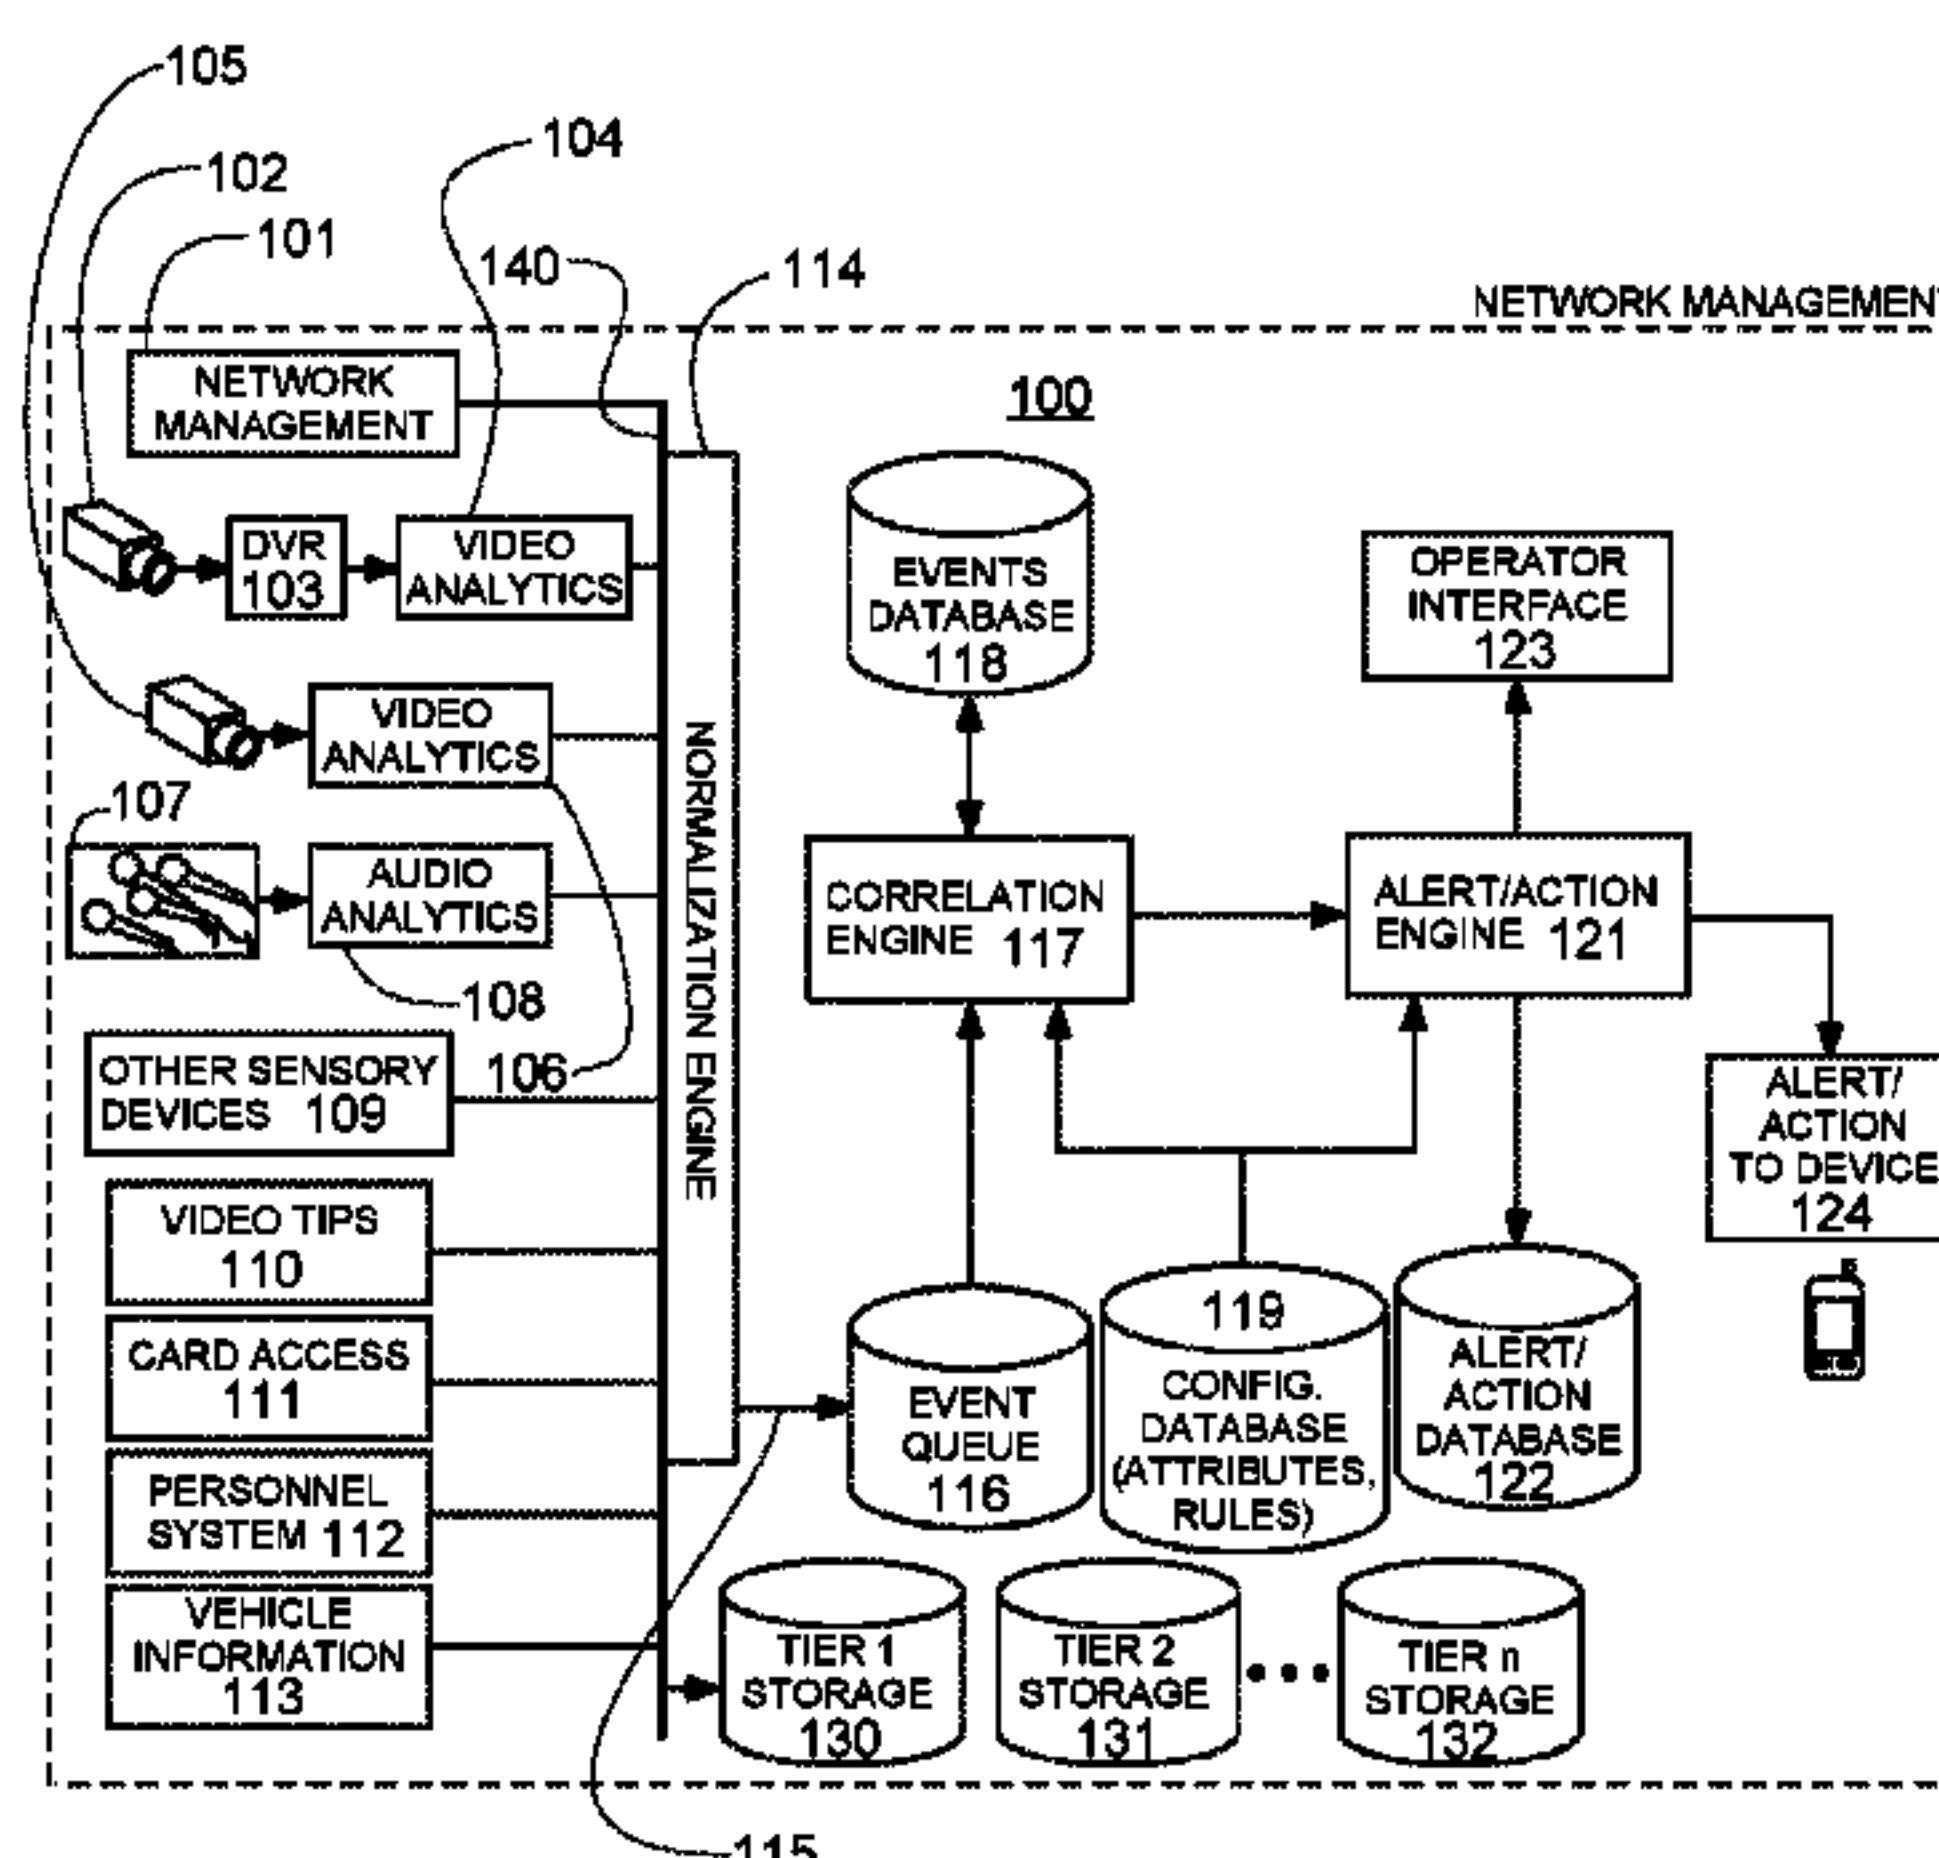 105
104
102
101
140
114
NETWORK MANAGEMENT
100
NETWORK
MANAGEMENT
DVR
103
VIDEO
ANALYTICS
EVENTS
DATABASE
118
OPERATOR
INTERFACE
123
VIDEO
ANALYTICS
107
AUDIO
ANALYTICS
108
NORMALIZATION ENGINE
CORRELATION
ENGINE 117
ALERT/ACTION
ENGINE 121
OTHER SENSORY
DEVICES 109
106
ALERT/
ACTION
TO DEVICE
124
VIDEO TIPS
110
CARD ACCESS
111
PERSONNEL
SYSTEM 112
VEHICLE
INFORMATION
113
EVENT
QUEUE
116
119
CONFIG.
DATABASE
(ATTRIBUTES,
RULES)
ALERT/
ACTION
DATABASE
122
TIER 1
STORAGE
130
TIER 2
STORAGE
131
TIER n
STORAGE
132
115